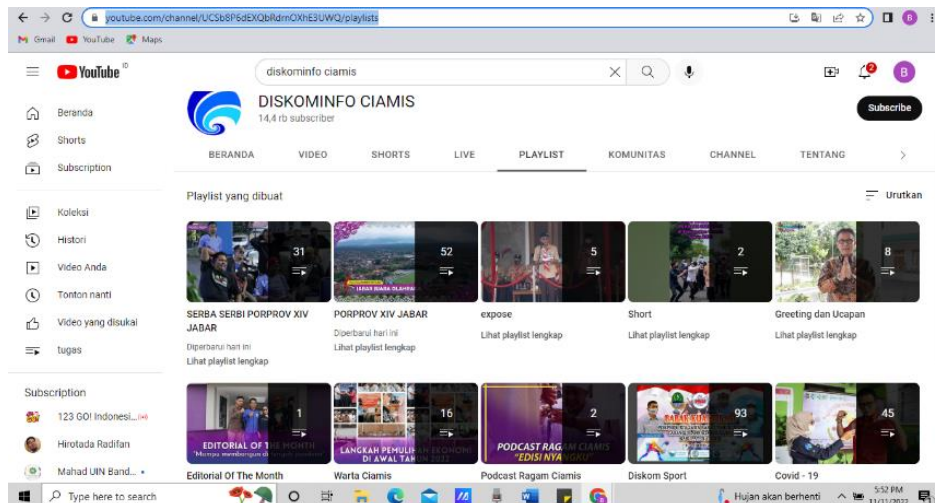 youtube.com/channel/UCSb8P6dEXQbRdrnOXhE3UWQ/playlists
Gmail YouTube Maps
YouTube ID
diskominfo ciamis
2
B
DISKOMINFO CIAMIS
14,4 rb subscriber
Subscribe
BERANDA VIDEO SHORTS LIVE PLAYLIST KOMUNITAS CHANNEL TENTANG
Beranda
Shorts
Subscription
Koleksi
Histori
Video Anda
Tonton nanti
Video yang disukai
tugas
Subscription
123 GO! Indonesi...
Hirotada Radifan
Mahad UIN Band...
Playlist yang dibuat
Urutkan
31
52
5
2
8
SERBA SERBI PORPROV XIV
JABAR
Diperbarui hari ini
Lihat playlist lengkap
PORPROV XIV JABAR
Diperbarui hari ini
Lihat playlist lengkap
expose
Lihat playlist lengkap
Short
Lihat playlist lengkap
Greeting dan Ucapan
Lihat playlist lengkap
EDITORIAL OF THE MONTH
1
LANGKAH PEMULIHAN EKONOMI
DI AWAL TAHUN 2022
16
PODCAST RAGAM CIAMIS
"EDISI NYANGKU"
2
93
45
Editorial Of The Month
Warta Ciamis
Podcast Ragam Ciamis
Diskom Sport
Covid - 19
Type here to search
Hujan akan berhenti
5:52 PM
11/11/2022